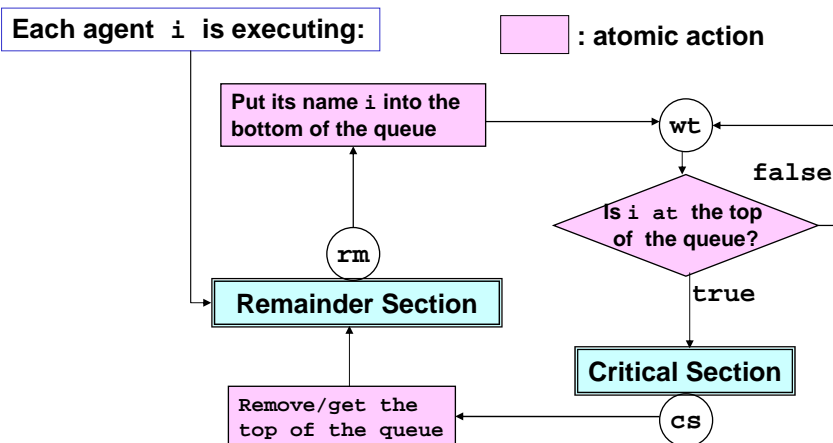 Each agent i is executing:
: atomic action
Put its name i into the
bottom of the queue
wt
false
Is i at the top
of the queue?
rm
Remainder Section
true
Critical Section
Remove/get the
top of the queue
cs